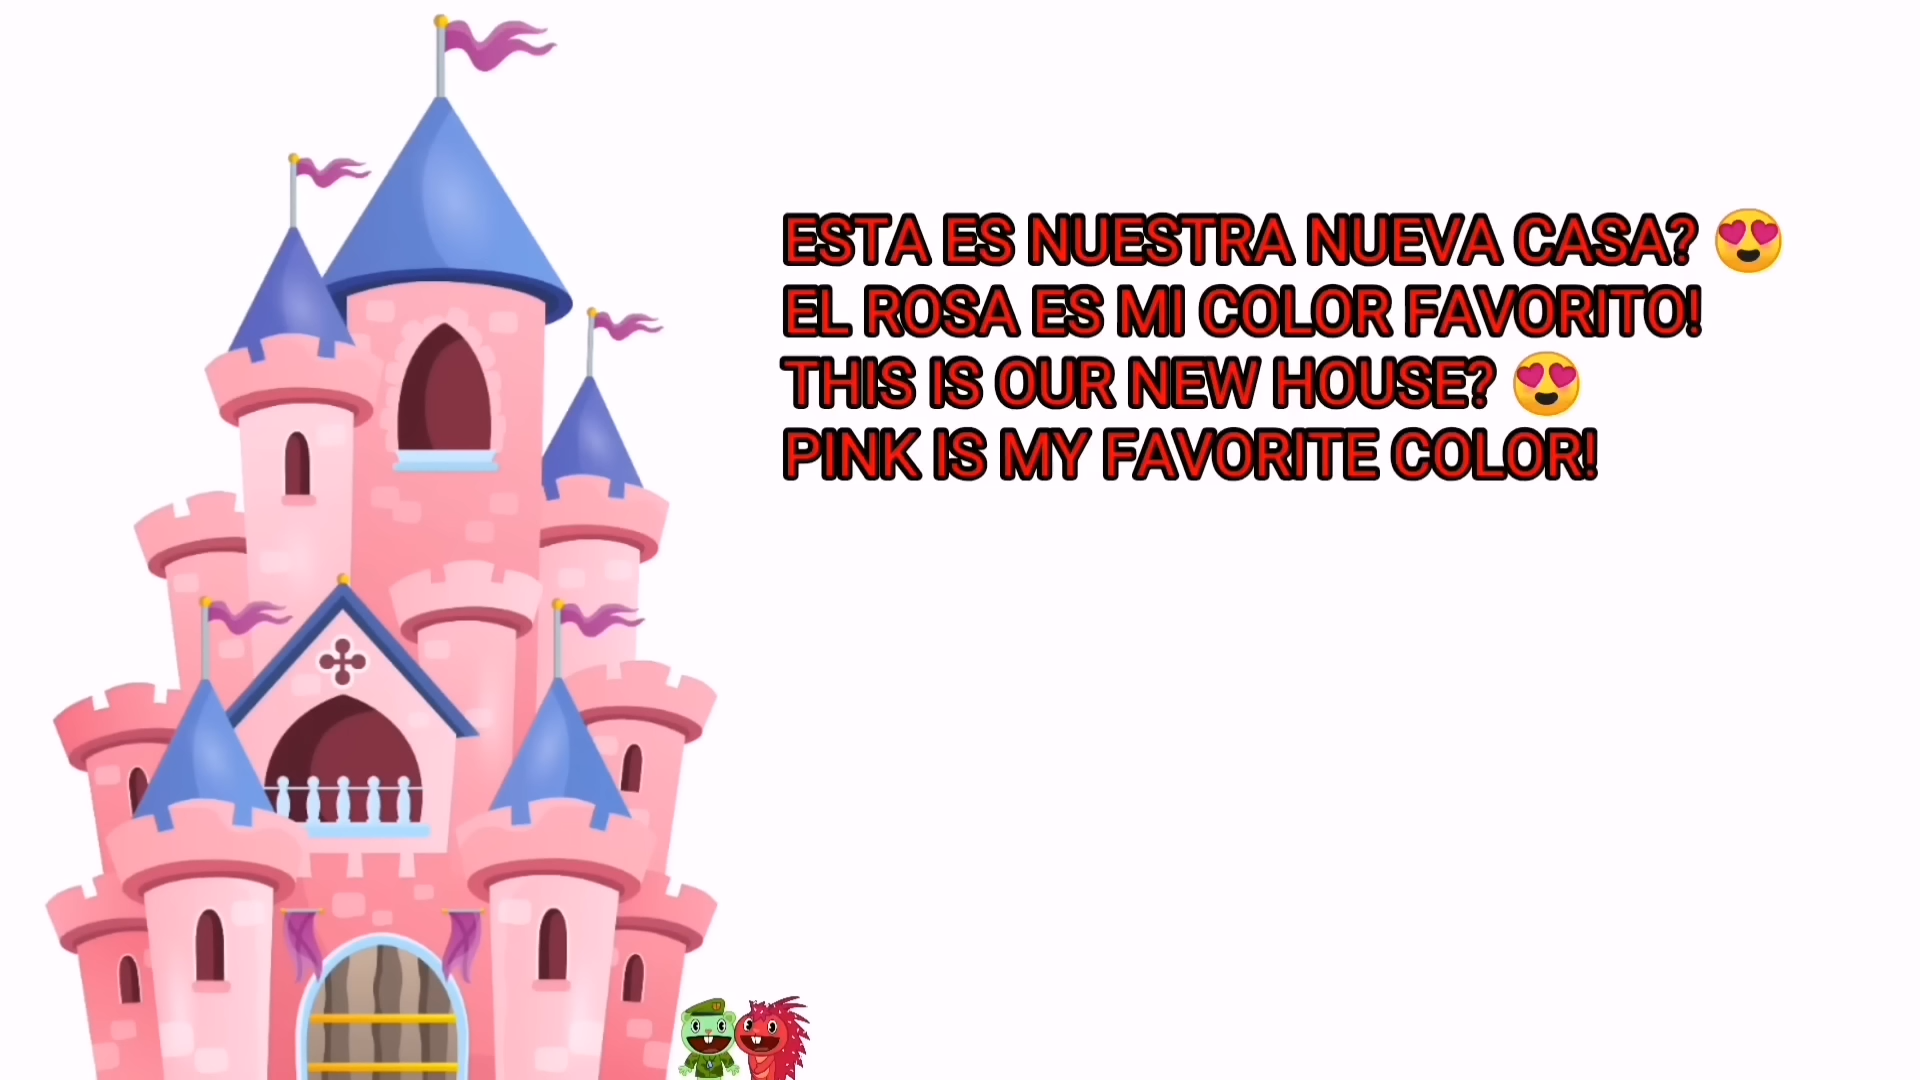 ESTA ES NUESTRA NUEVA CASA? 😍
EL ROSA ES MI COLOR FAVORITO!
THIS IS OUR NEW HOUSE? 😍
PINK IS MY FAVORITE COLOR!